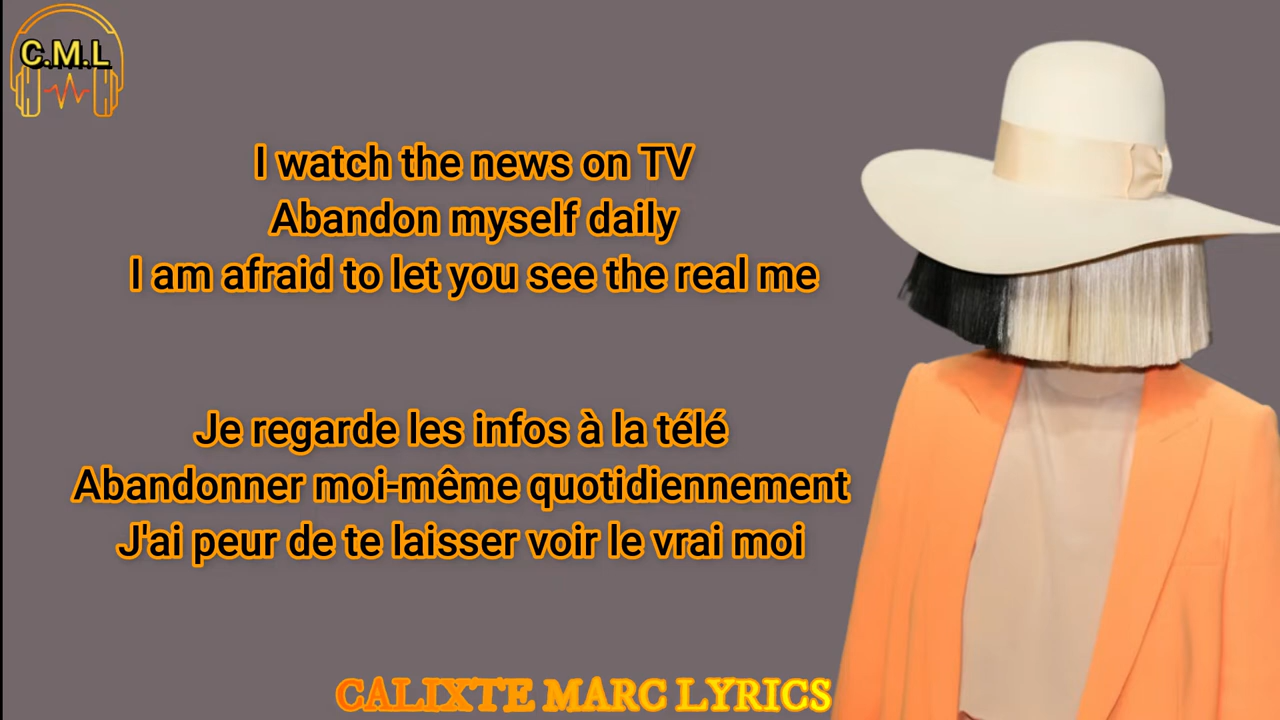 C.M.L
I watch the news on TV
Abandon myself daily
I am afraid to let you see the real me
Je regarde les infos à la télé
Abandonner moi-même quotidiennement
J'ai peur de te laisser voir le vrai moi
CALIXTE MARC LYRICS